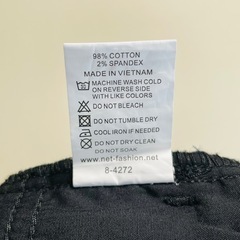 98% COTTON
2% SPANDEX
MADE IN VIETNAM
MACHINE WASH COLD
ON REVERSE SIDE
WITH LIKE COLORS
DO NOT BLEACH
DO NOT TUMBLE DRY
COOL IRON IF NEEDED
DO NOT DRY CLEAN
DO NOT SOAK
www.net-fashion.net
8-4272